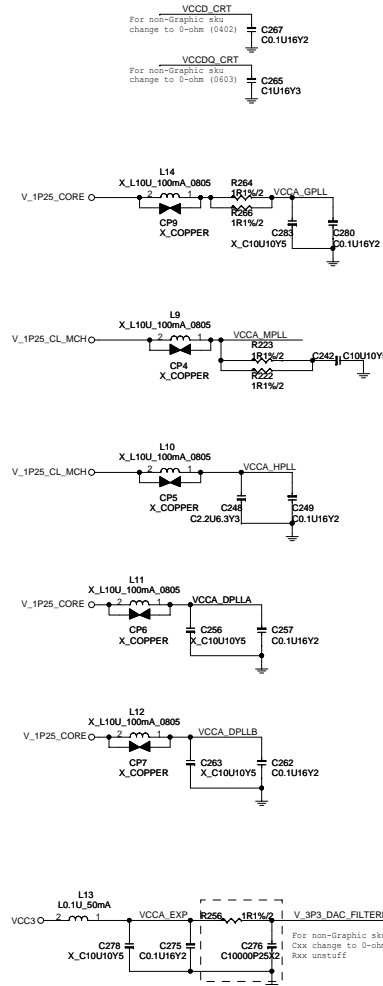 VCCD_CRT
For non-Graphic sku
change to 0-ohm (0402)
C267
C0.1U16Y2
VCCDQ_CRT
For non-Graphic sku
change to 0-ohm (0603)
C265
C1U16Y3
L14
X_L10U_100mA_0805
V_1P25_CORE
2 1
CP9
X_COPPER
R264
1R1%/2
R266
1R1%/2
VCCA_GPLL
C283
X_C10U10Y5
C280
C0.1U16Y2
L9
X_L10U_100mA_0805
V_1P25_CL_MCH
2 1
CP4
X_COPPER
VCCA_MPLL
R223
1R1%/2
R222
1R1%/2
C242
C10U10Y5
L10
X_L10U_100mA_0805
V_1P25_CL_MCH
2 1
CP5
X_COPPER
VCCA_HPLL
C248
C2.2U6.3Y3
C249
C0.1U16Y2
L11
X_L10U_100mA_0805
V_1P25_CORE
2 1
CP6
X_COPPER
VCCA_DPLLA
C256
X_C10U10Y5
C257
C0.1U16Y2
L12
X_L10U_100mA_0805
V_1P25_CORE
2 1
CP7
X_COPPER
VCCA_DPLLB
C263
X_C10U10Y5
C262
C0.1U16Y2
L13
L0.1U_50mA
VCC3
2 1
VCCA_EXP
R256
1R1%/2
V_3P3_DAC_FILTER
C278
X_C10U10Y5
C275
C0.1U16Y2
C276
C10000P25X2
For non-Graphic sku
Cxx change to 0-ohm
Rxx unstuff